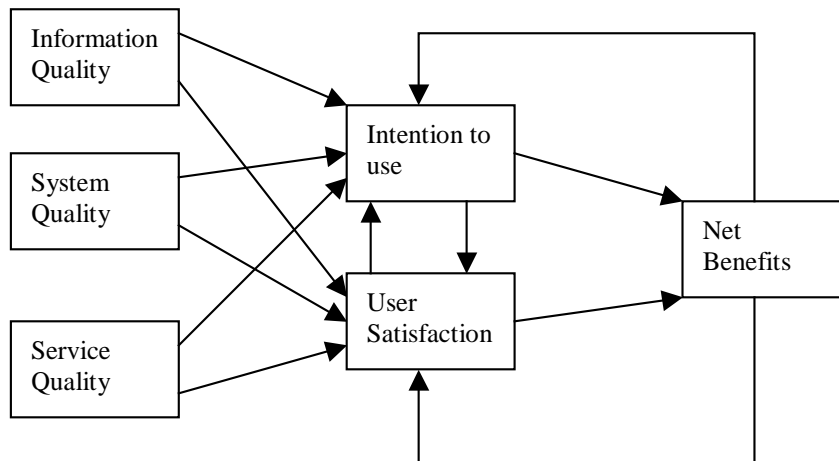 Information
Quality
Intention to
use
System
Quality
Net
Benefits
User
Satisfaction
Service
Quality